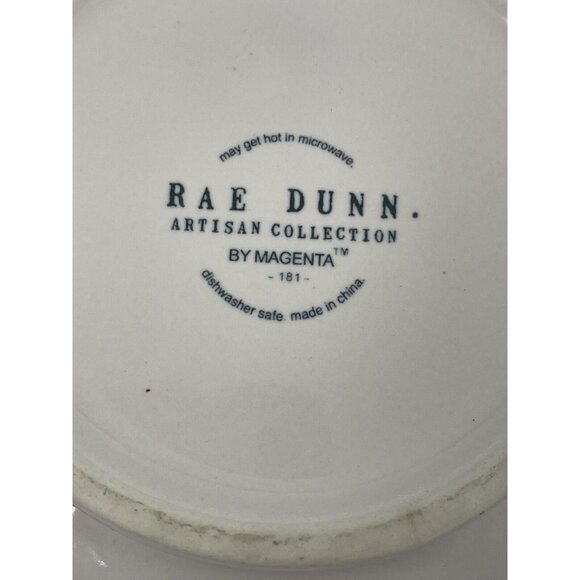 may get hot in microwave.
RAE DUNN.
ARTISAN COLLECTION
BY MAGENTA™
- 181 -
dishwasher safe. made in china.